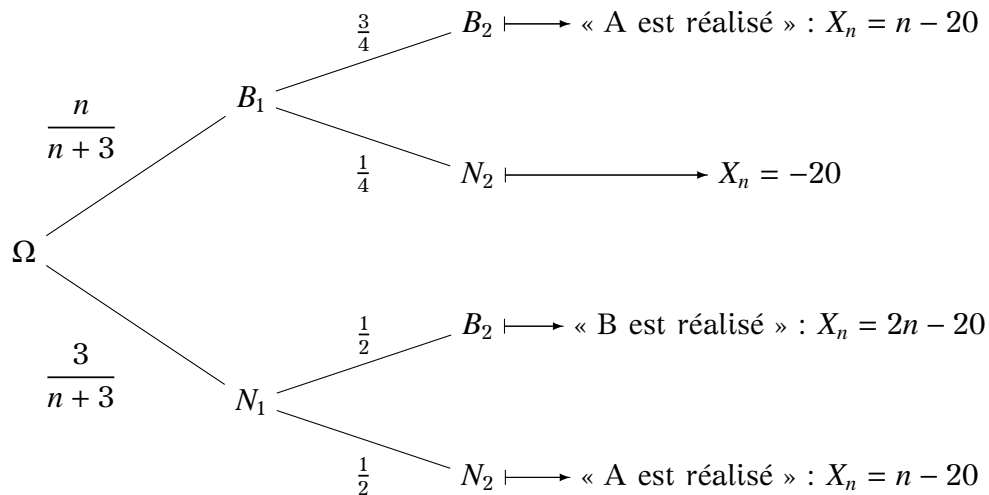 3/4
B₂ ⟼ « A est réalisé » : Xₙ = n − 20
n/(n + 3)
B₁
1/4
N₂ ⟼ Xₙ = −20
Ω
1/2
B₂ ⟼ « B est réalisé » : Xₙ = 2n − 20
3/(n + 3)
N₁
1/2
N₂ ⟼ « A est réalisé » : Xₙ = n − 20